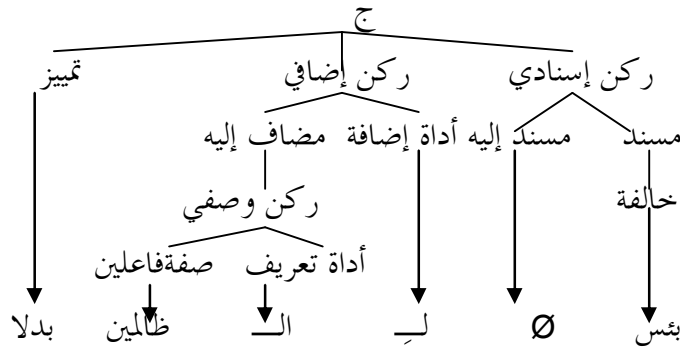 ج
ركن إسنادي ركن إضافي تمييز
مسند مسند إليه أداة إضافة مضاف إليه
خالفة ركن وصفي
أداة تعريف صفةفاعلين
بئس Ø لـِ الـ ظالمين بدلا